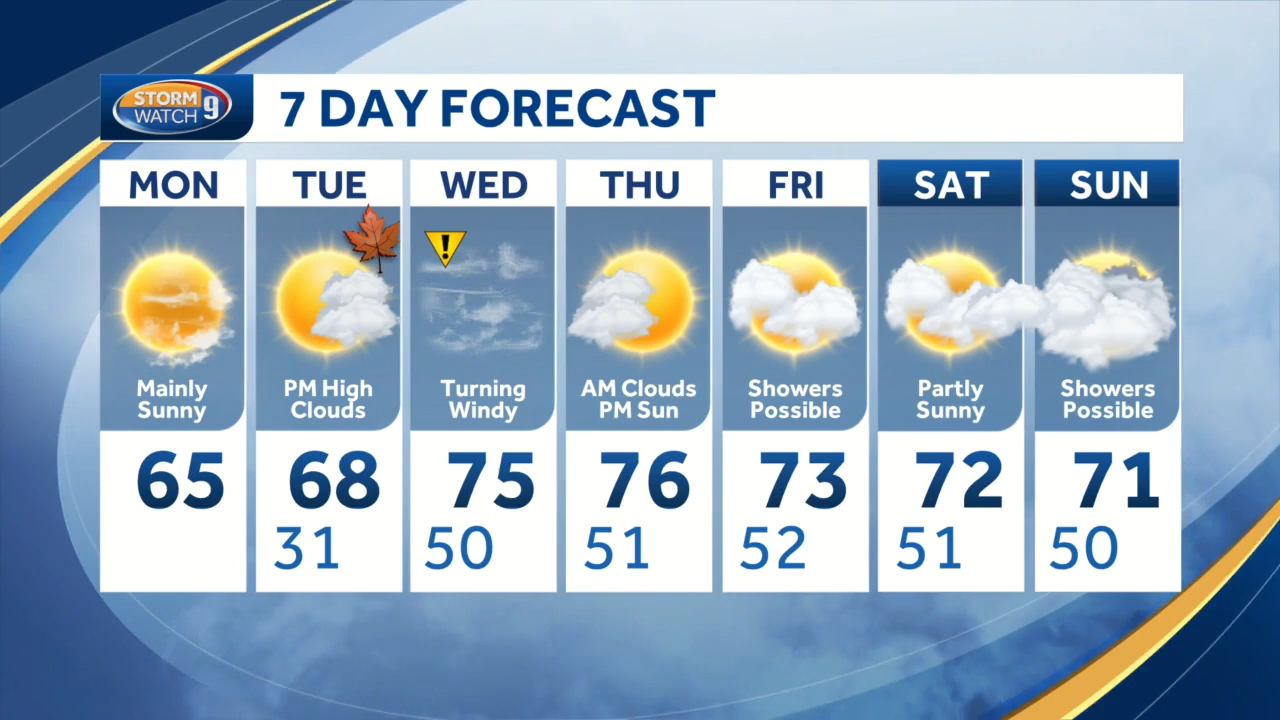 STORM
WATCH 9
7 DAY FORECAST
MON
TUE
WED
THU
FRI
SAT
SUN
!
Mainly
Sunny
PM High
Clouds
Turning
Windy
AM Clouds
PM Sun
Showers
Possible
Partly
Sunny
Showers
Possible
65
68
75
76
73
72
71
31
50
51
52
51
50